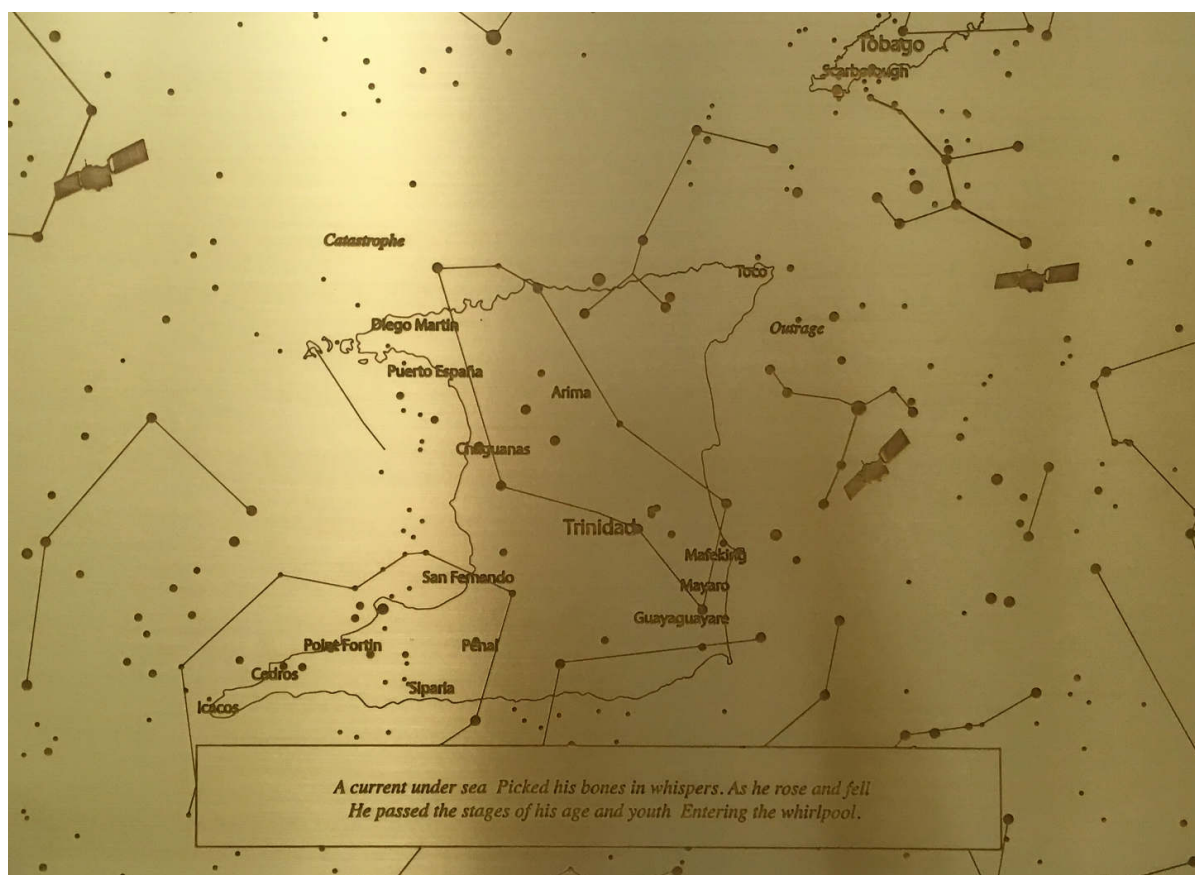 Tobago
Scarborough
Catastrophe
Toco
Diego Martin
Outrage
Puerto España
Arima
Chaguanas
Trinidad
Mafeking
San Fernando
Mayaro
Guayaguayare
Point Fortin
Penal
Cedros
Siparia
Icacos
A current under sea Picked his bones in whispers. As he rose and fell
He passed the stages of his age and youth Entering the whirlpool.